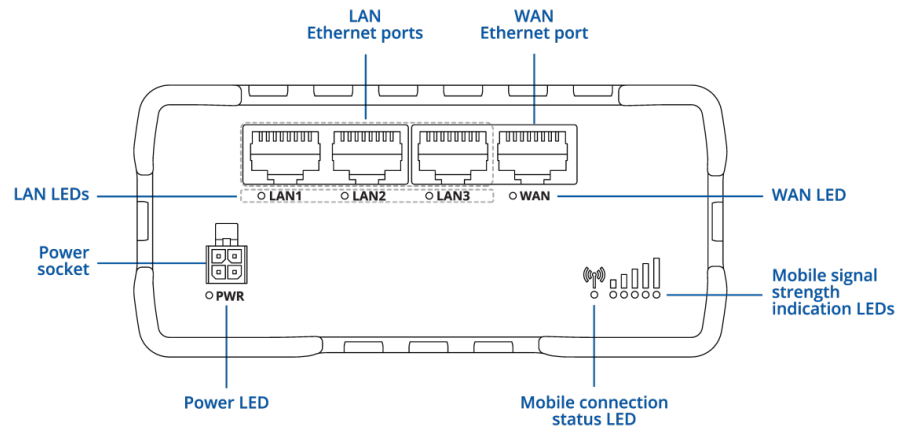 LAN
Ethernet ports
WAN
Ethernet port
LAN LEDs
LAN1
LAN2
LAN3
WAN
WAN LED
Power
socket
PWR
Mobile signal
strength
indication LEDs
Power LED
Mobile connection
status LED